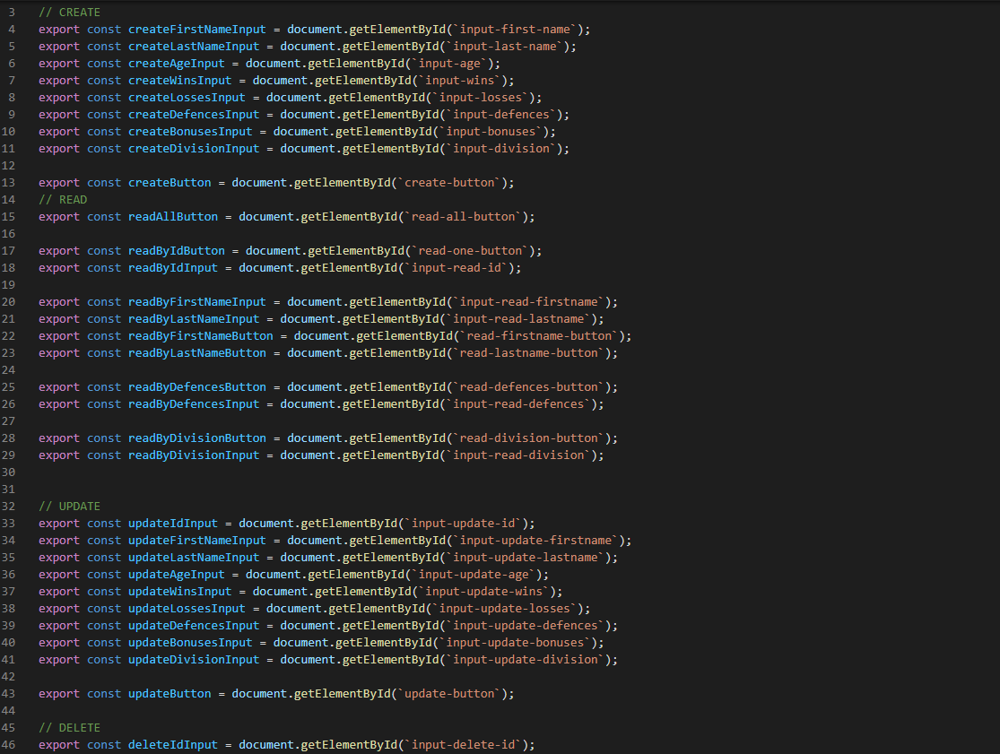 3 // CREATE
4 export const createFirstNameInput = document.getElementById(`input-first-name`);
5 export const createLastNameInput = document.getElementById(`input-last-name`);
6 export const createAgeInput = document.getElementById(`input-age`);
7 export const createWinsInput = document.getElementById(`input-wins`);
8 export const createLossesInput = document.getElementById(`input-losses`);
9 export const createDefencesInput = document.getElementById(`input-defences`);
10 export const createBonusesInput = document.getElementById(`input-bonuses`);
11 export const createDivisionInput = document.getElementById(`input-division`);
12
13 export const createButton = document.getElementById(`create-button`);
14 // READ
15 export const readAllButton = document.getElementById(`read-all-button`);
16
17 export const readByIdButton = document.getElementById(`read-one-button`);
18 export const readByIdInput = document.getElementById(`input-read-id`);
19
20 export const readByFirstNameInput = document.getElementById(`input-read-firstname`);
21 export const readByLastNameInput = document.getElementById(`input-read-lastname`);
22 export const readByFirstNameButton = document.getElementById(`read-firstname-button`);
23 export const readByLastNameButton = document.getElementById(`read-lastname-button`);
24
25 export const readByDefencesButton = document.getElementById(`read-defences-button`);
26 export const readByDefencesInput = document.getElementById(`input-read-defences`);
27
28 export const readByDivisionButton = document.getElementById(`read-division-button`);
29 export const readByDivisionInput = document.getElementById(`input-read-division`);
30
31
32 // UPDATE
33 export const updateIdInput = document.getElementById(`input-update-id`);
34 export const updateFirstNameInput = document.getElementById(`input-update-firstname`);
35 export const updateLastNameInput = document.getElementById(`input-update-lastname`);
36 export const updateAgeInput = document.getElementById(`input-update-age`);
37 export const updateWinsInput = document.getElementById(`input-update-wins`);
38 export const updateLossesInput = document.getElementById(`input-update-losses`);
39 export const updateDefencesInput = document.getElementById(`input-update-defences`);
40 export const updateBonusesInput = document.getElementById(`input-update-bonuses`);
41 export const updateDivisionInput = document.getElementById(`input-update-division`);
42
43 export const updateButton = document.getElementById(`update-button`);
44
45 // DELETE
46 export const deleteIdInput = document.getElementById(`input-delete-id`);